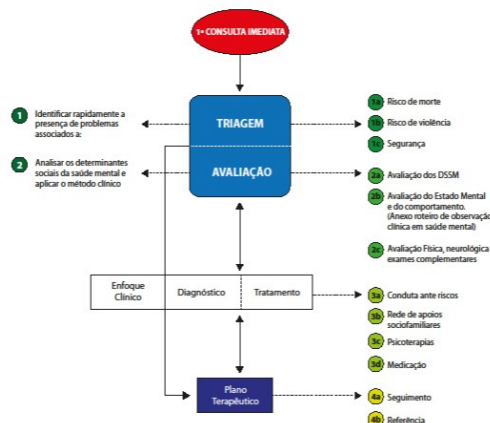 1ª CONSULTA IMEDIATA
1
Identificar rapidamente a
presença de problemas
associados a:
2
Analisar os determinantes
sociais da saúde mental e
aplicar o método clínico
TRIAGEM
AVALIAÇÃO
1a Risco de morte
1b Risco de violência
1c Segurança
2a Avaliação dos DSSM
2b Avaliação do Estado Mental
e do comportamento.
(Anexo roteiro de observação
clínica em saúde mental)
2c Avaliação Física, neurológica
exames complementares
Enfoque
Clínico
Diagnóstico
Tratamento
3a Conduta ante riscos
3b Rede de apoios
sociofamiliares
3c Psicoterapias
3d Medicação
Plano
Terapêutico
4a Seguimento
4b Referência